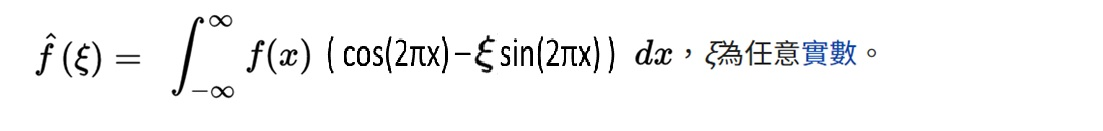 f̂(ξ) = ∫_{-∞}^{∞} f(x) ( cos(2πx)−ξ sin(2πx) ) dx，ξ為任意實數。